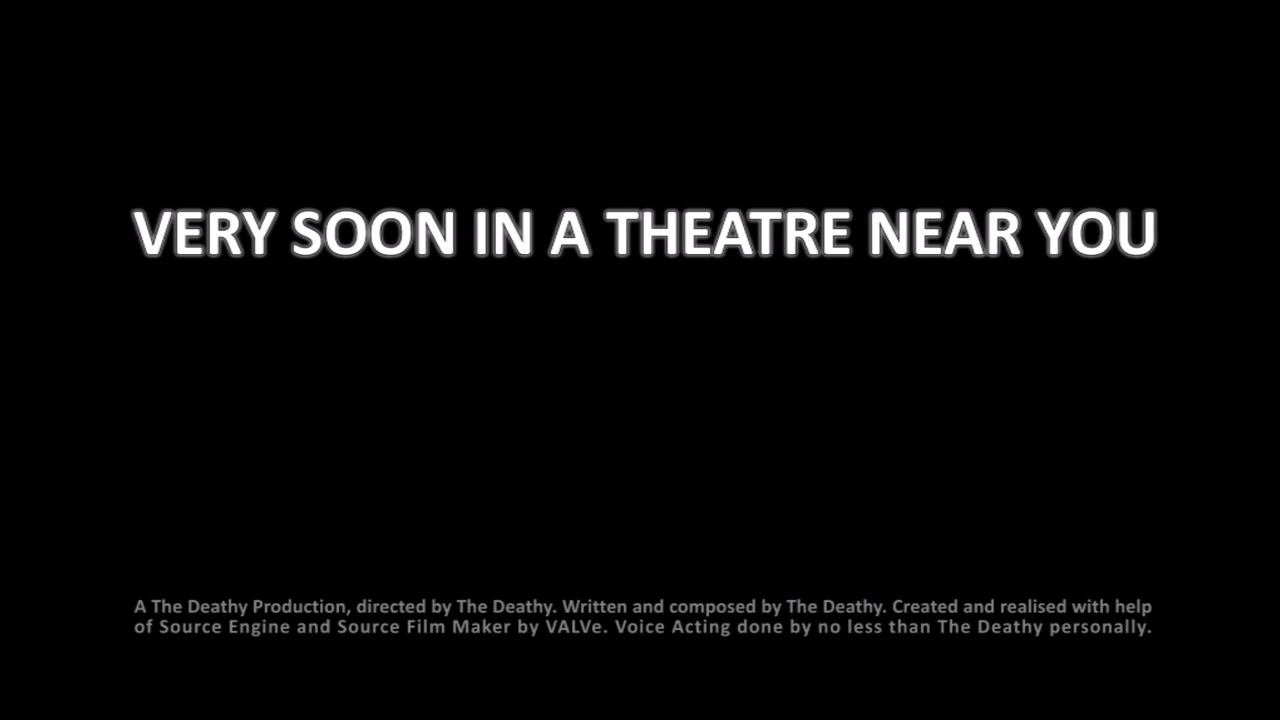 VERY SOON IN A THEATRE NEAR YOU
A The Deathy Production, directed by The Deathy. Written and composed by The Deathy. Created and realised with help
of Source Engine and Source Film Maker by VALVe. Voice Acting done by no less than The Deathy personally.